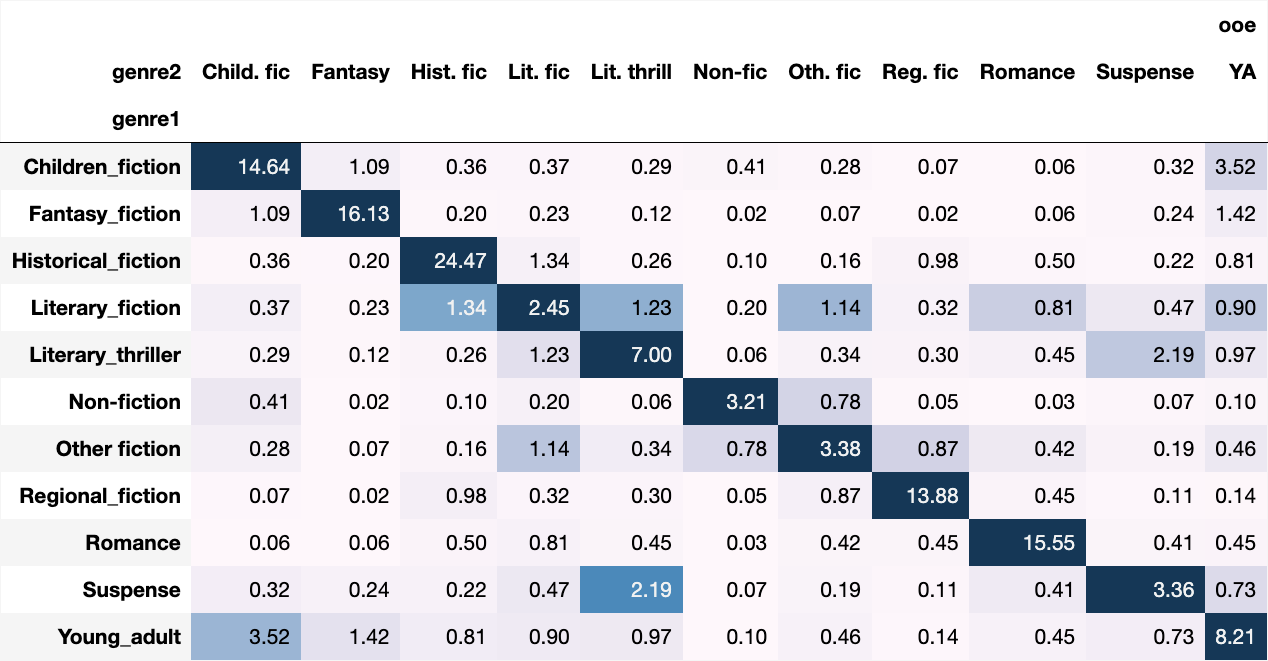 ooe
genre2 Child. fic Fantasy Hist. fic Lit. fic Lit. thrill Non-fic Oth. fic Reg. fic Romance Suspense YA
genre1
Children_fiction 14.64 1.09 0.36 0.37 0.29 0.41 0.28 0.07 0.06 0.32 3.52
Fantasy_fiction 1.09 16.13 0.20 0.23 0.12 0.02 0.07 0.02 0.06 0.24 1.42
Historical_fiction 0.36 0.20 24.47 1.34 0.26 0.10 0.16 0.98 0.50 0.22 0.81
Literary_fiction 0.37 0.23 1.34 2.45 1.23 0.20 1.14 0.32 0.81 0.47 0.90
Literary_thriller 0.29 0.12 0.26 1.23 7.00 0.06 0.34 0.30 0.45 2.19 0.97
Non-fiction 0.41 0.02 0.10 0.20 0.06 3.21 0.78 0.05 0.03 0.07 0.10
Other fiction 0.28 0.07 0.16 1.14 0.34 0.78 3.38 0.87 0.42 0.19 0.46
Regional_fiction 0.07 0.02 0.98 0.32 0.30 0.05 0.87 13.88 0.45 0.11 0.14
Romance 0.06 0.06 0.50 0.81 0.45 0.03 0.42 0.45 15.55 0.41 0.45
Suspense 0.32 0.24 0.22 0.47 2.19 0.07 0.19 0.11 0.41 3.36 0.73
Young_adult 3.52 1.42 0.81 0.90 0.97 0.10 0.46 0.14 0.45 0.73 8.21